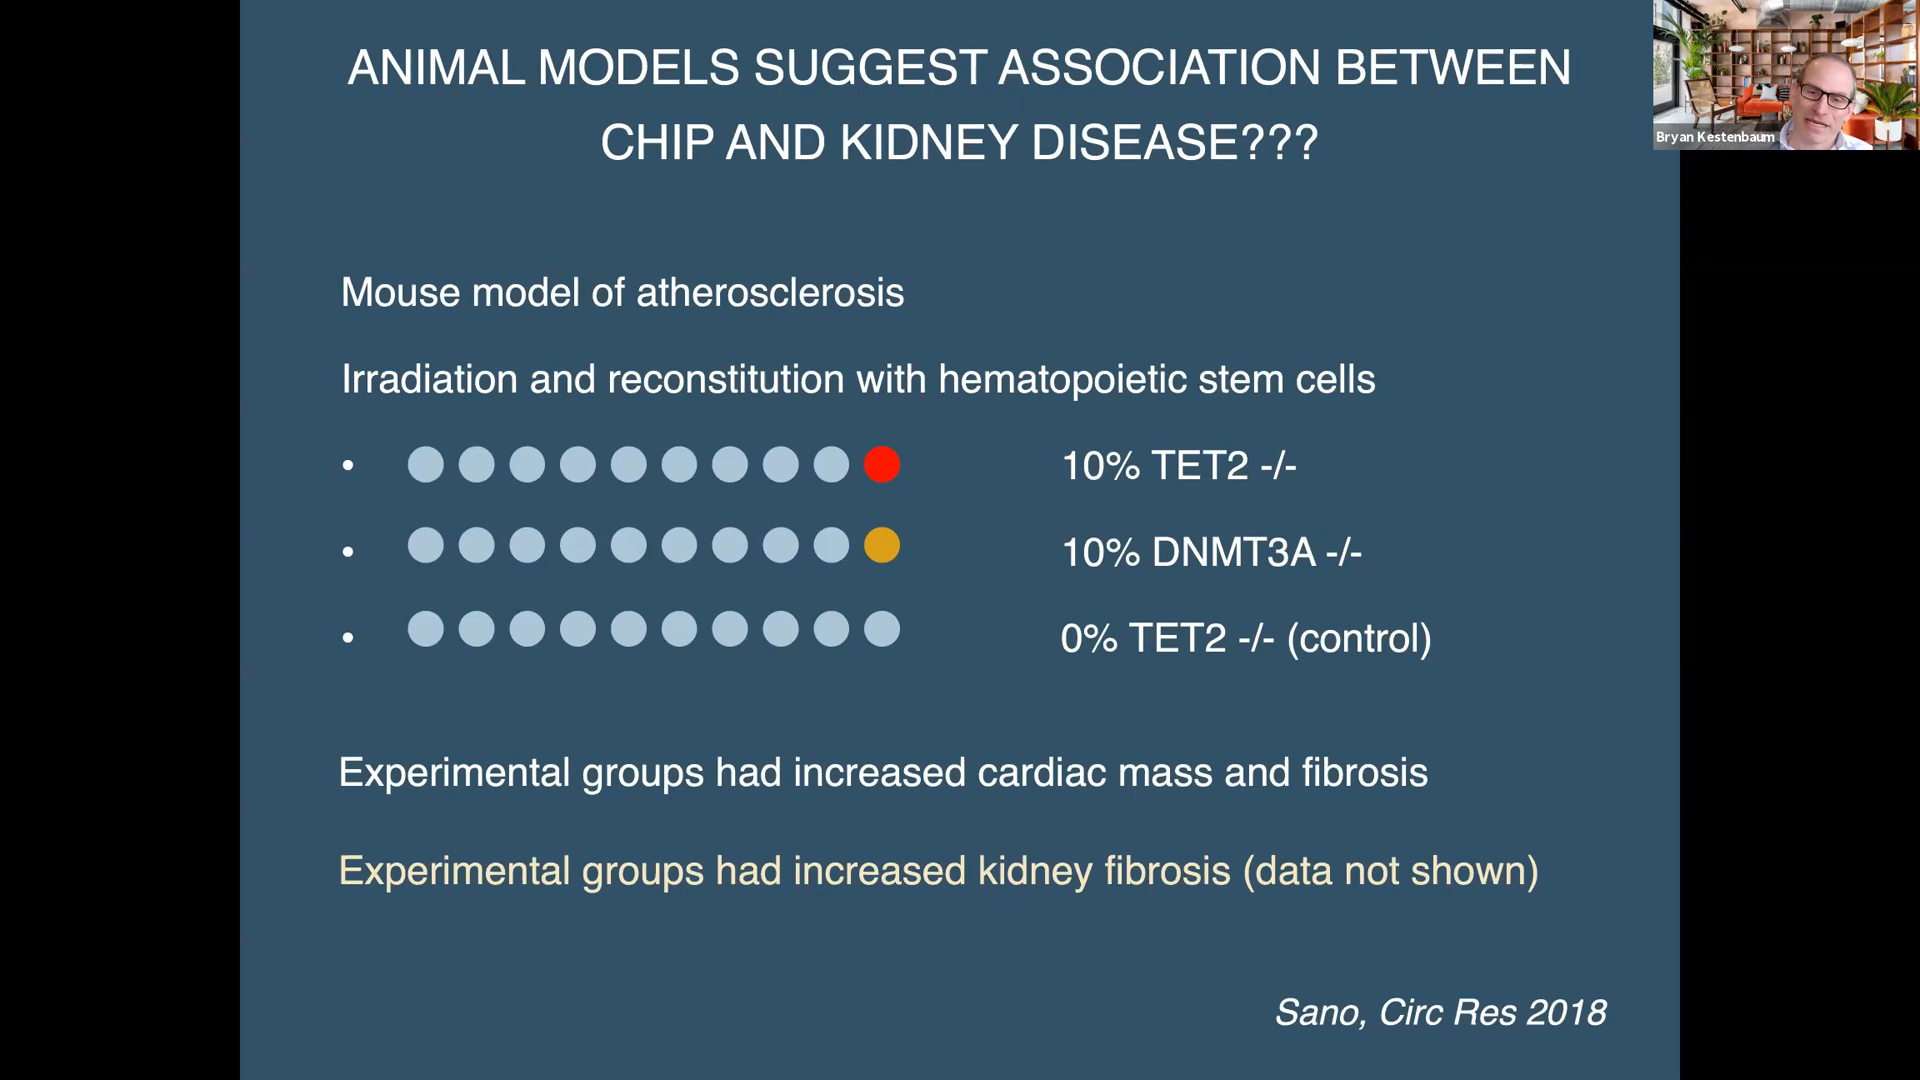 ANIMAL MODELS SUGGEST ASSOCIATION BETWEEN
CHIP AND KIDNEY DISEASE???
Bryan Kestenbaum
Mouse model of atherosclerosis
Irradiation and reconstitution with hematopoietic stem cells
• 10% TET2 -/-
• 10% DNMT3A -/-
• 0% TET2 -/- (control)
Experimental groups had increased cardiac mass and fibrosis
Experimental groups had increased kidney fibrosis (data not shown)
Sano, Circ Res 2018